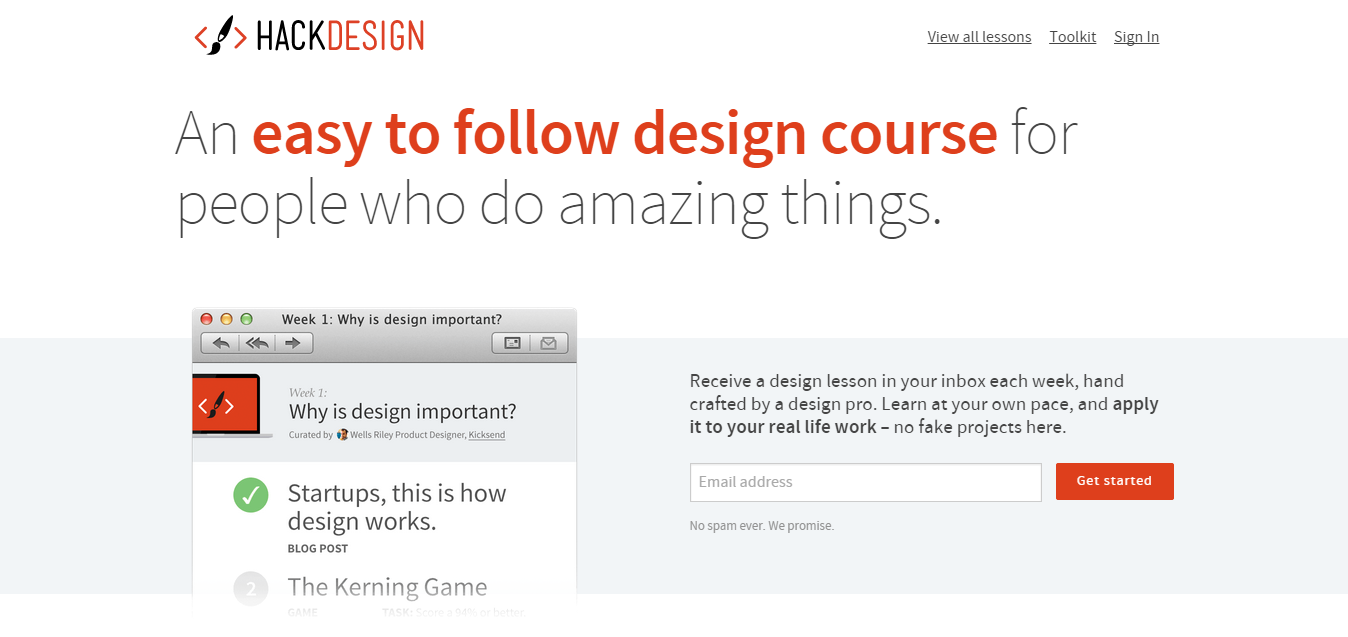 HACKDESIGN
View all lessons Toolkit Sign In
An easy to follow design course for
people who do amazing things.
Week 1: Why is design important?
Week 1:
Why is design important?
Curated by Wells Riley Product Designer, Kicksend
✓
Startups, this is how
design works.
BLOG POST
2
The Kerning Game
GAME TASK: Score a 94% or better
Receive a design lesson in your inbox each week, hand
crafted by a design pro. Learn at your own pace, and apply
it to your real life work – no fake projects here.
Email address
Get started
No spam ever. We promise.